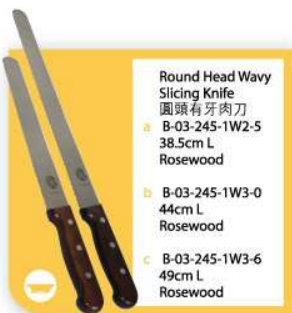 Round Head Wavy
Slicing Knife
圓頭有牙肉刀
a B-03-245-1W2-5
38.5cm L
Rosewood
b B-03-245-1W3-0
44cm L
Rosewood
c B-03-245-1W3-6
49cm L
Rosewood